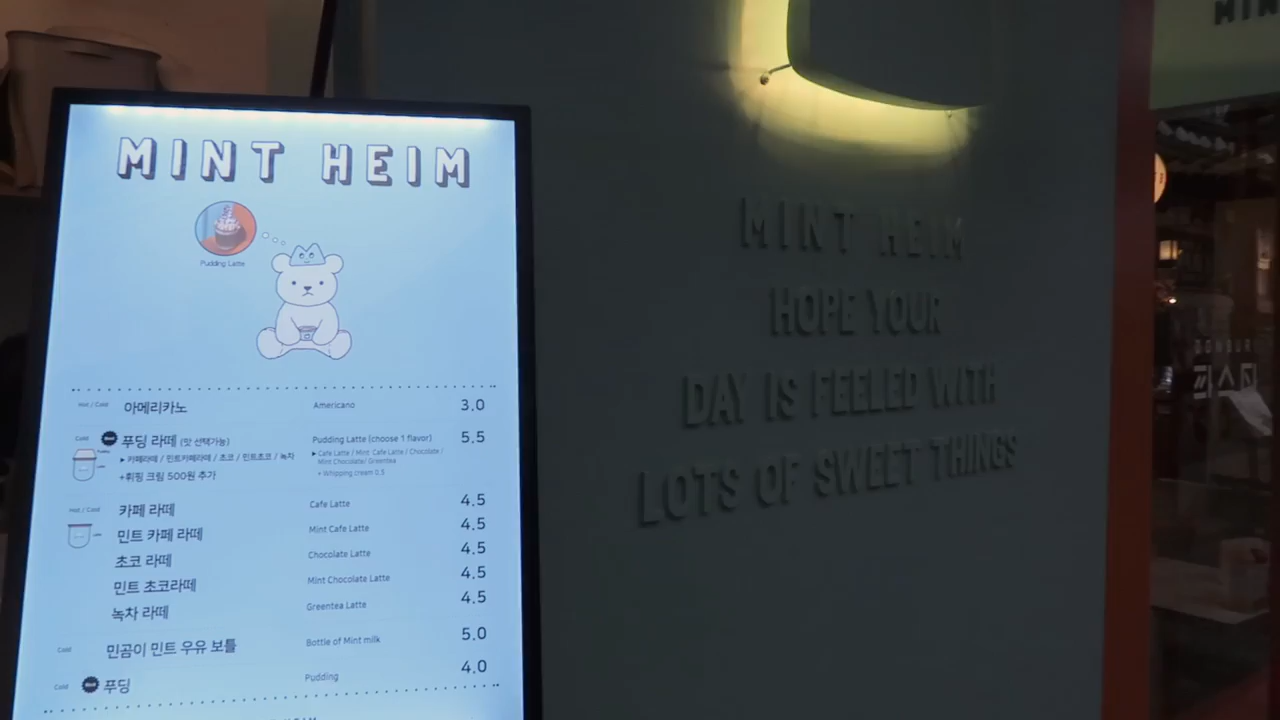 MINT HEIM
Pudding Latte
Hot / Cold 아메리카노 Americano 3.0
Cold 푸딩 라떼 (맛 선택가능) Pudding Latte (choose 1 flavor) 5.5
▸ 카페라떼 / 민트카페라떼 / 초코 / 민트초코 / 녹차
▸ Cafe Latte / Mint Cafe Latte / Chocolate /
Mint Chocolate/ Greentea
+휘핑 크림 500원 추가 + Whipping cream 0.5
Hot / Cold 카페 라떼 Cafe Latte 4.5
민트 카페 라떼 Mint Cafe Latte 4.5
초코 라떼 Chocolate Latte 4.5
민트 초코라떼 Mint Chocolate Latte 4.5
녹차 라떼 Greentea Latte 4.5
Cold 민곰이 민트 우유 보틀 Bottle of Mint milk 5.0
Cold 푸딩 Pudding 4.0
MINT HEIM
HOPE YOUR
DAY IS FEELED WITH
LOTS OF SWEET THINGS